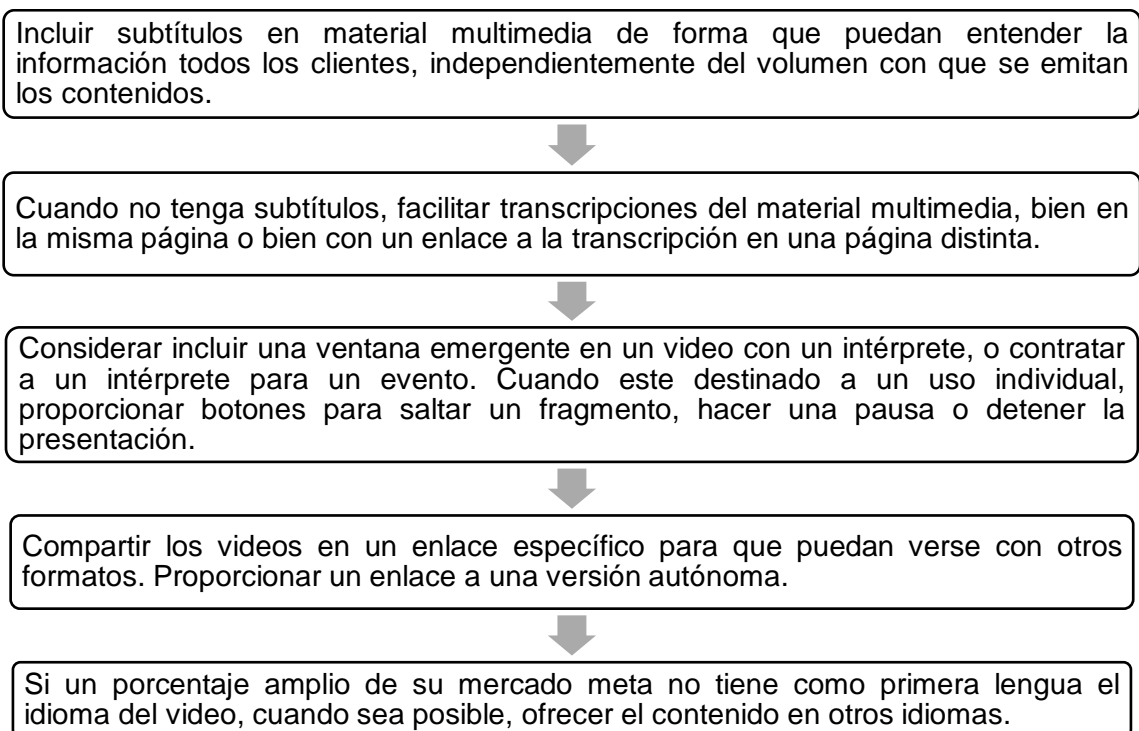 Incluir subtítulos en material multimedia de forma que puedan entender la
información todos los clientes, independientemente del volumen con que se emitan
los contenidos.
Cuando no tenga subtítulos, facilitar transcripciones del material multimedia, bien en
la misma página o bien con un enlace a la transcripción en una página distinta.
Considerar incluir una ventana emergente en un video con un intérprete, o contratar
a un intérprete para un evento. Cuando este destinado a un uso individual,
proporcionar botones para saltar un fragmento, hacer una pausa o detener la
presentación.
Compartir los videos en un enlace específico para que puedan verse con otros
formatos. Proporcionar un enlace a una versión autónoma.
Si un porcentaje amplio de su mercado meta no tiene como primera lengua el
idioma del video, cuando sea posible, ofrecer el contenido en otros idiomas.